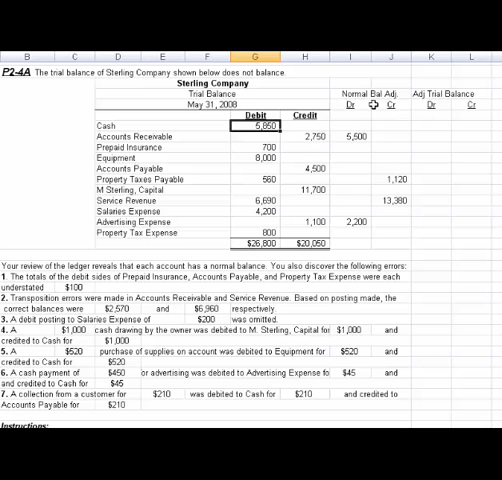 B C D E F G H I J K L
P2-4A The trial balance of Sterling Company shown below does not balance.
Sterling Company
Trial Balance Normal Bal Adj. Adj Trial Balance
May 31, 2008 Dr Cr Dr Cr
Debit Credit
Cash 5,850
Accounts Receivable 2,750 5,500
Prepaid Insurance 700
Equipment 8,000
Accounts Payable 4,500
Property Taxes Payable 560 1,120
M Sterling, Capital 11,700
Service Revenue 6,690 13,380
Salaries Expense 4,200
Advertising Expense 1,100 2,200
Property Tax Expense 800
$26,800 $20,050
Your review of the ledger reveals that each account has a normal balance. You also discover the following errors:
1. The totals of the debit sides of Prepaid Insurance, Accounts Payable, and Property Tax Expense were each
understated $100
2. Transposition errors were made in Accounts Receivable and Service Revenue. Based on posting made, the
correct balances were $2,570 and $6,960 respectively.
3. A debit posting to Salaries Expense of $200 was omitted.
4. A $1,000 cash drawing by the owner was debited to M. Sterling, Capital for $1,000 and
credited to Cash for $1,000
5. A $520 purchase of supplies on account was debited to Equipment for $520 and
credited to Cash for $520
6. A cash payment of $450 or advertising was debited to Advertising Expense fo $45 and
and credited to Cash for $45
7. A collection from a customer for $210 was debited to Cash for $210 and credited to
Accounts Payable for $210
Instructions: